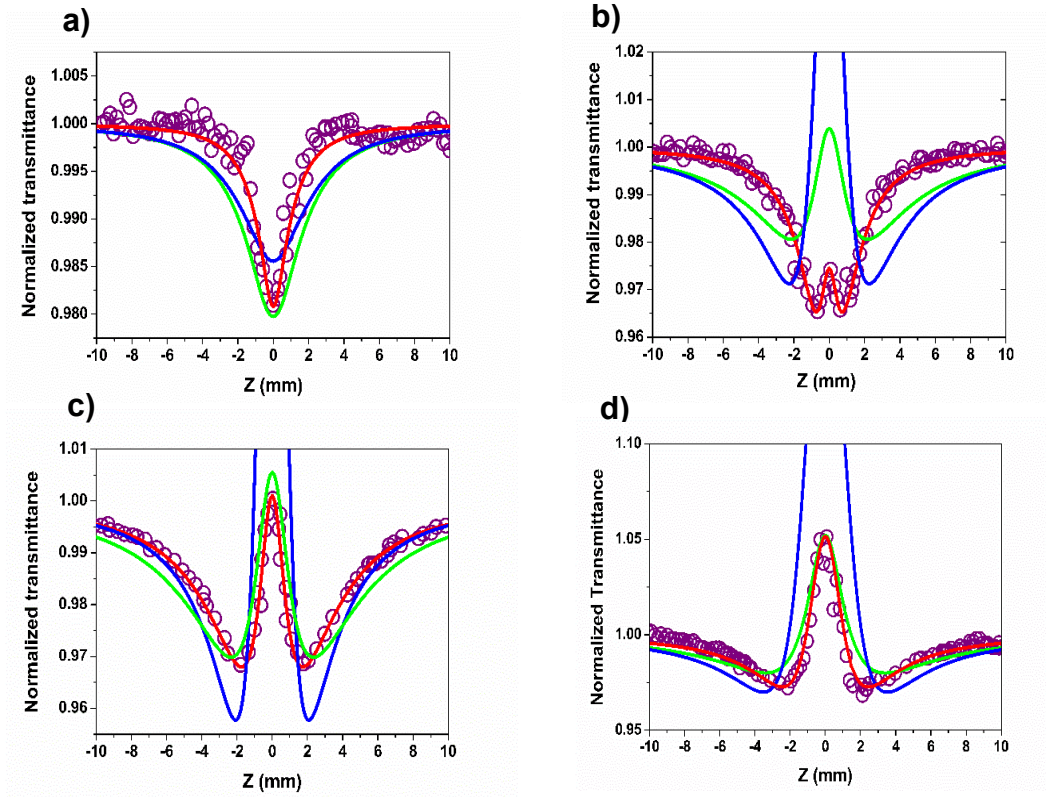 a)
Normalized transmittance
1.005
1.000
0.995
0.990
0.985
0.980
-10 -8 -6 -4 -2 0 2 4 6 8 10
Z (mm)
b)
Normalized transmittance
1.02
1.01
1.00
0.99
0.98
0.97
0.96
-10 -8 -6 -4 -2 0 2 4 6 8 10
Z (mm)
c)
Normalized transmittance
1.01
1.00
0.99
0.98
0.97
0.96
-10 -8 -6 -4 -2 0 2 4 6 8 10
Z (mm)
d)
Normalized Transmittance
1.10
1.05
1.00
0.95
-10 -8 -6 -4 -2 0 2 4 6 8 10
Z (mm)